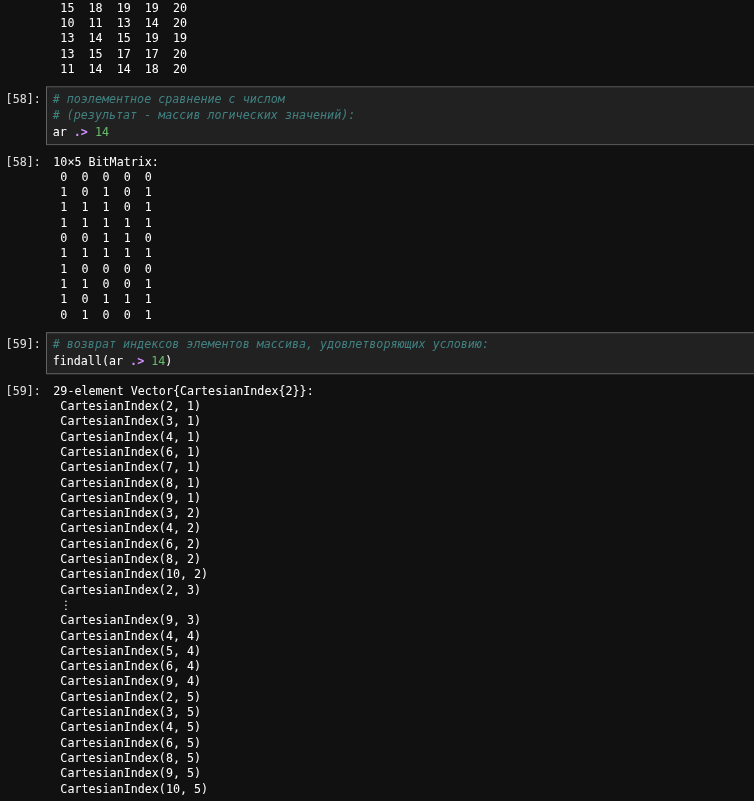 15  18  19  19  20
10  11  13  14  20
13  14  15  19  19
13  15  17  17  20
11  14  14  18  20
[58]: # поэлементное сравнение с числом
# (результат - массив логических значений):
ar .> 14
[58]: 10×5 BitMatrix:
0  0  0  0  0
1  0  1  0  1
1  1  1  0  1
1  1  1  1  1
0  0  1  1  0
1  1  1  1  1
1  0  0  0  0
1  1  0  0  1
1  0  1  1  1
0  1  0  0  1
[59]: # возврат индексов элементов массива, удовлетворяющих условию:
findall(ar .> 14)
[59]: 29-element Vector{CartesianIndex{2}}:
CartesianIndex(2, 1)
CartesianIndex(3, 1)
CartesianIndex(4, 1)
CartesianIndex(6, 1)
CartesianIndex(7, 1)
CartesianIndex(8, 1)
CartesianIndex(9, 1)
CartesianIndex(3, 2)
CartesianIndex(4, 2)
CartesianIndex(6, 2)
CartesianIndex(8, 2)
CartesianIndex(10, 2)
CartesianIndex(2, 3)
⋮
CartesianIndex(9, 3)
CartesianIndex(4, 4)
CartesianIndex(5, 4)
CartesianIndex(6, 4)
CartesianIndex(9, 4)
CartesianIndex(2, 5)
CartesianIndex(3, 5)
CartesianIndex(4, 5)
CartesianIndex(6, 5)
CartesianIndex(8, 5)
CartesianIndex(9, 5)
CartesianIndex(10, 5)